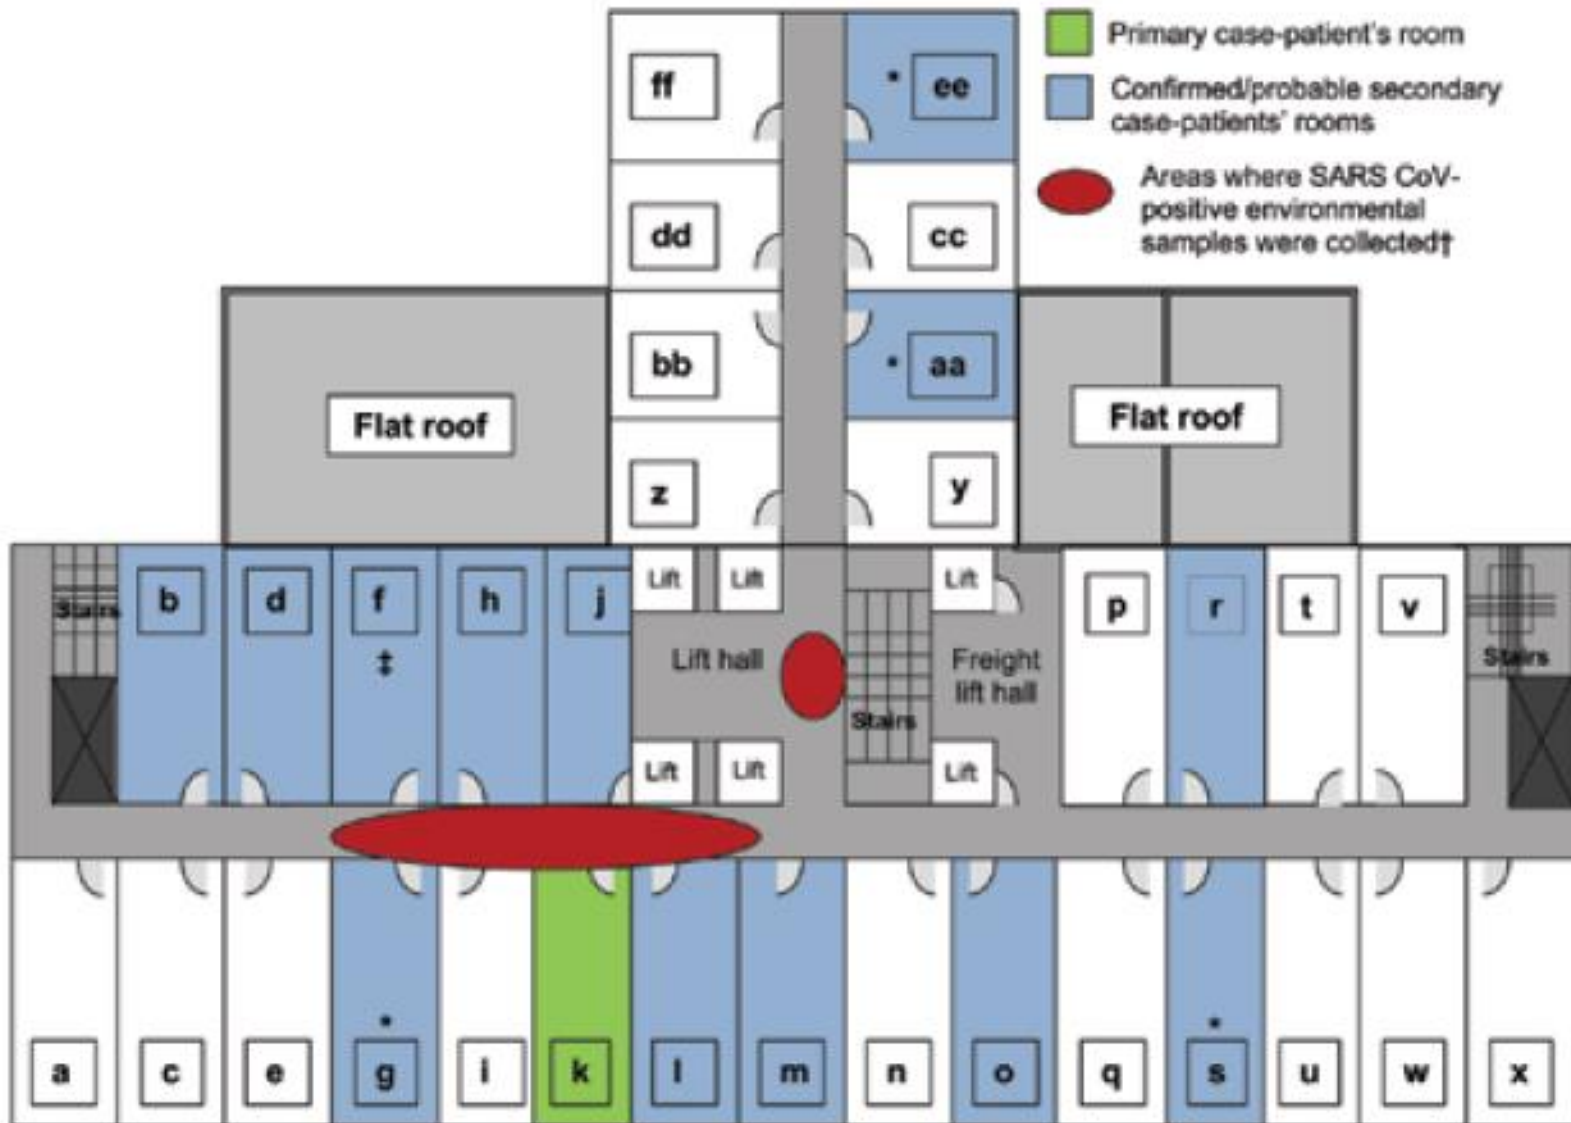 Primary case-patient's room
Confirmed/probable secondary
case-patients' rooms
Areas where SARS CoV-
positive environmental
samples were collected†
ff
* ee
dd
cc
bb
* aa
z
y
Flat roof
Flat roof
Stairs
b
d
f
h
j
‡
Lift
Lift
Lift hall
Lift
Lift
Stairs
Lift
Freight
lift hall
Lift
p
r
t
v
Stairs
*
*
a
c
e
g
i
k
l
m
n
o
q
s
u
w
x